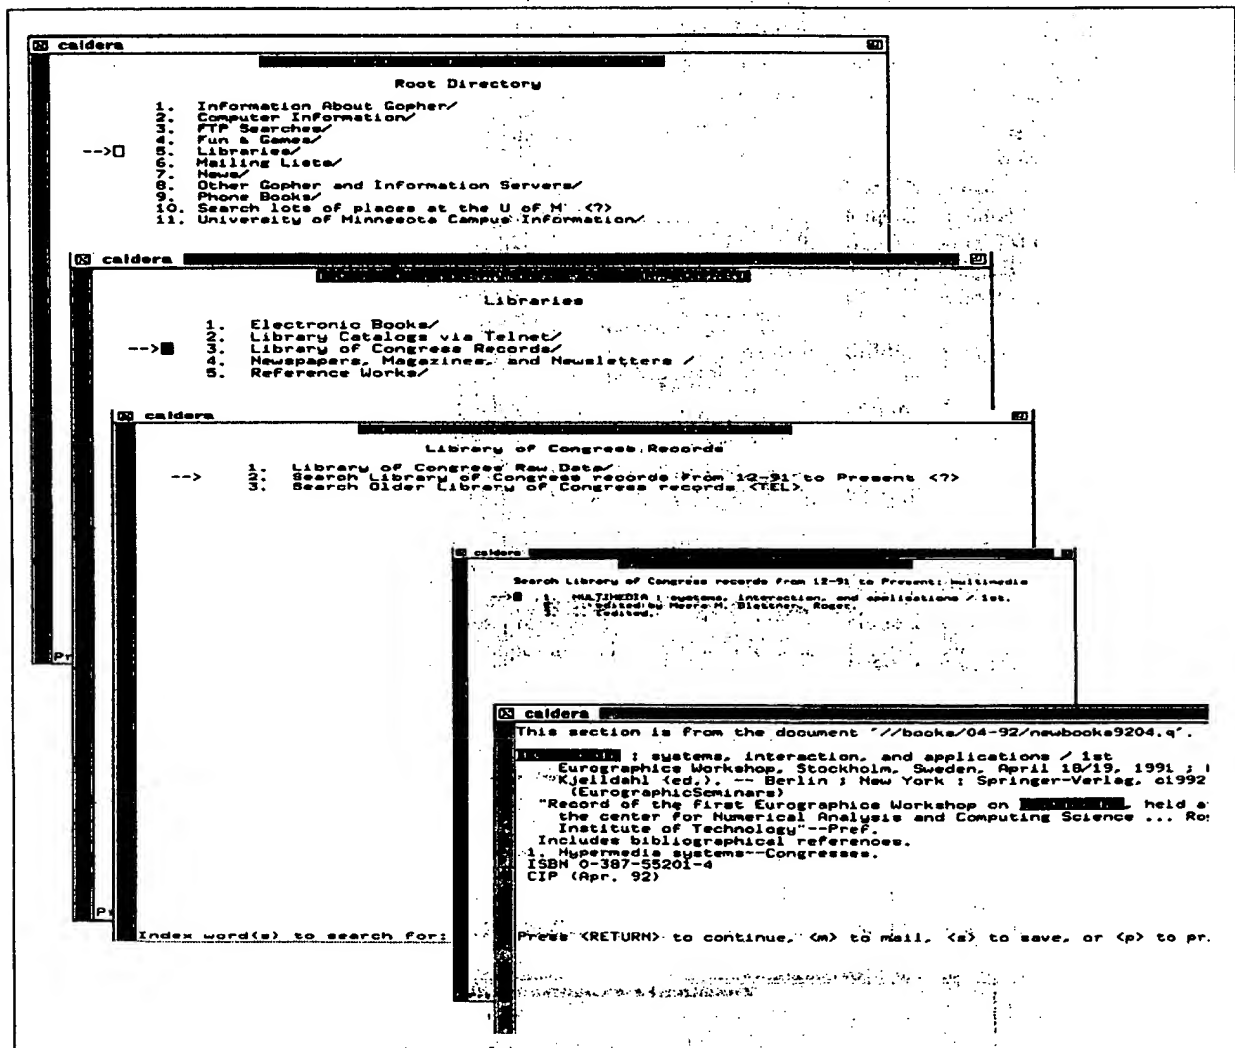 caldera
Root Directory
1. Information About Gopher/
2. Computer Information/
3. FTP Searches/
4. Fun & Games/
-->5. Libraries/
6. Mailing Lists/
7. News/
8. Other Gopher and Information Servers/
9. Phone Books/
10. Search lots of places at the U of M <?>
11. University of Minnesota Campus Information/
caldera
Libraries
1. Electronic Books/
2. Library Catalogs via Telnet/
--> 3. Library of Congress Records/
4. Newspapers, Magazines, and Newsletters /
5. Reference Works/
caldera
Library of Congress Records
1. Library of Congress Raw Data/
--> 2. Search Library of Congress records from 12-91 to Present <?>
3. Search Older Library of Congress records <TEL>
caldera
Search Library of Congress records from 12-91 to Present: multimedia
--> 1. MULTIMEDIA : systems, interaction, and applications / 1st.
2. .. edited by Meera M. Blattner, Roger.
3. .. [edited.
Pr
caldera
This section is from the document "///books/04-92/newbooks9204.q".
: systems, interaction, and applications / 1st
Eurographics Workshop, Stockholm, Sweden, April 18/19, 1991 ;
Kjelldahl (ed.). -- Berlin ; New York : Springer-Verlag, c1992
(EurographicSeminars)
"Record of the first Eurographics Workshop on , held a
the center for Numerical Analysis and Computing Science ... Ro
Institute of Technology"--Pref.
Includes bibliographical references.
1. Hypermedia systems--Congresses.
ISBN 0-387-55201-4
CIP (Apr. 92)
P
Index word(s) to search for:
Press <RETURN> to continue, <m> to mail, <s> to save, or <p> to pr